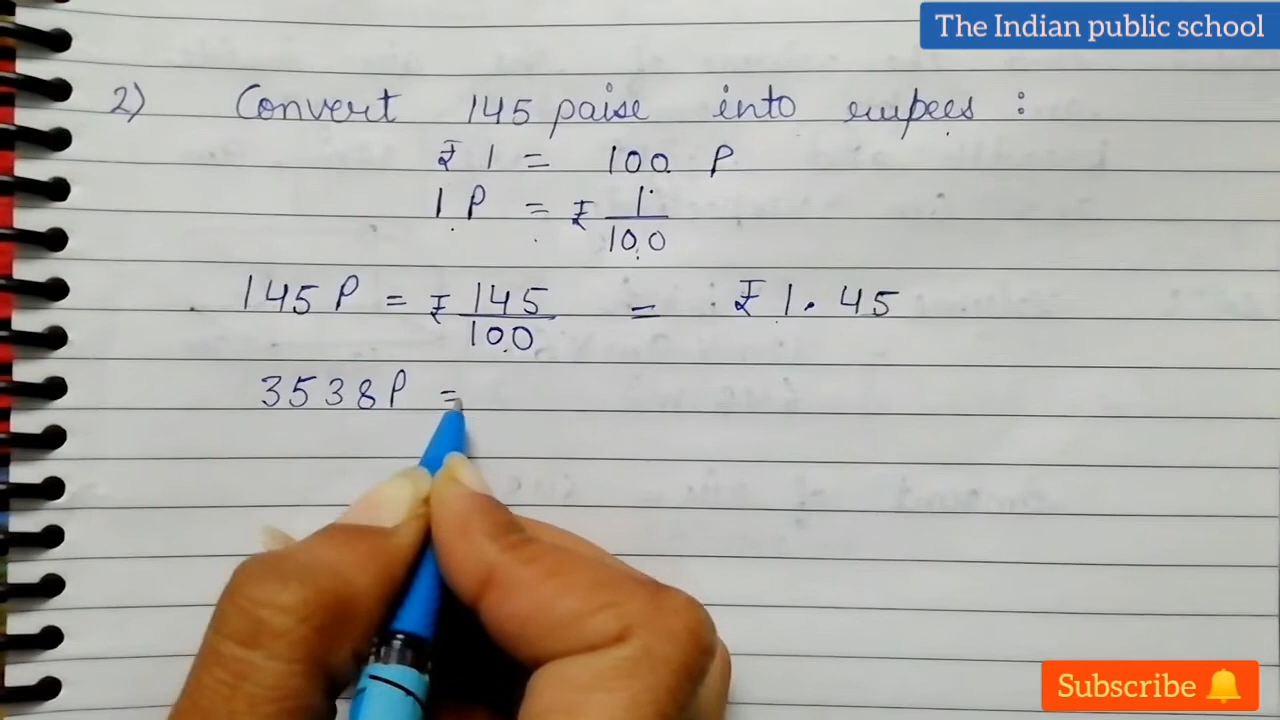 The Indian public school
2) Convert 145 paise into rupees :
₹ 1 = 100 P
1 P = ₹ 1/100
145 P = ₹ 145/100 = ₹ 1.45
3538P =
Subscribe